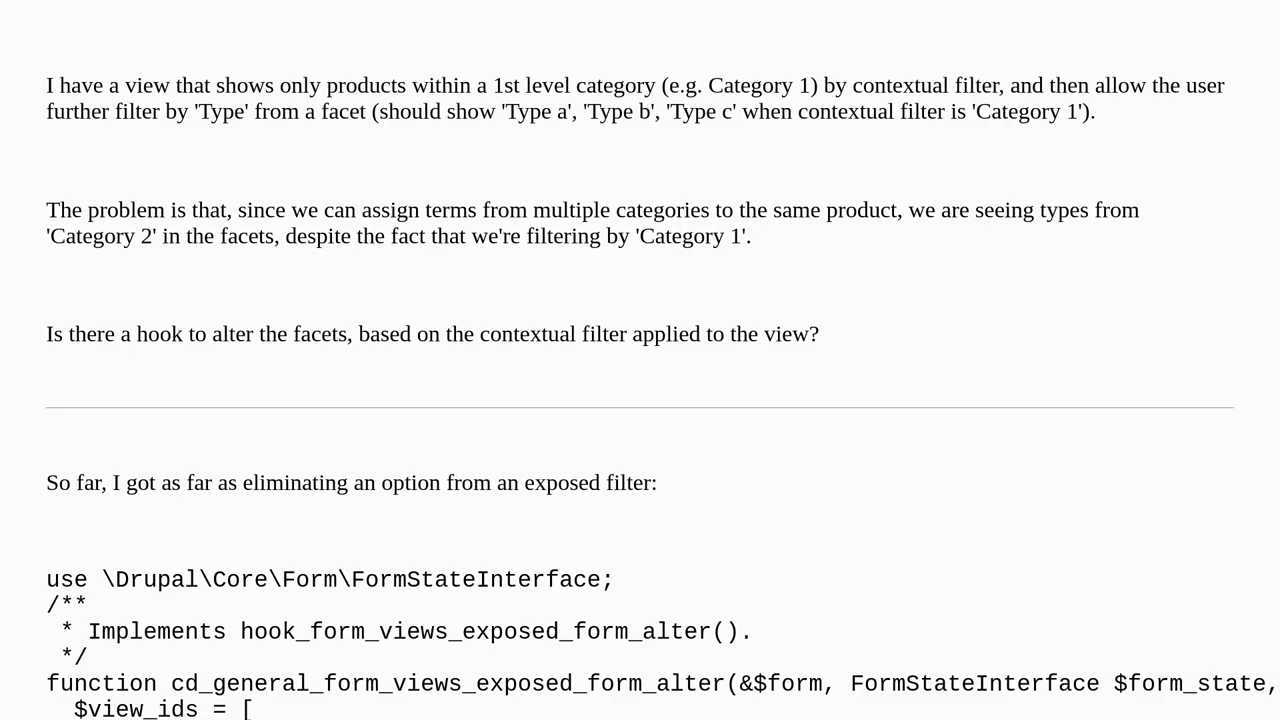 I have a view that shows only products within a 1st level category (e.g. Category 1) by contextual filter, and then allow the user
further filter by 'Type' from a facet (should show 'Type a', 'Type b', 'Type c' when contextual filter is 'Category 1').
The problem is that, since we can assign terms from multiple categories to the same product, we are seeing types from
'Category 2' in the facets, despite the fact that we're filtering by 'Category 1'.
Is there a hook to alter the facets, based on the contextual filter applied to the view?
So far, I got as far as eliminating an option from an exposed filter:
use \Drupal\Core\Form\FormStateInterface;
/**
 * Implements hook_form_views_exposed_form_alter().
 */
function cd_general_form_views_exposed_form_alter(&$form, FormStateInterface $form_state,
  $view_ids = [